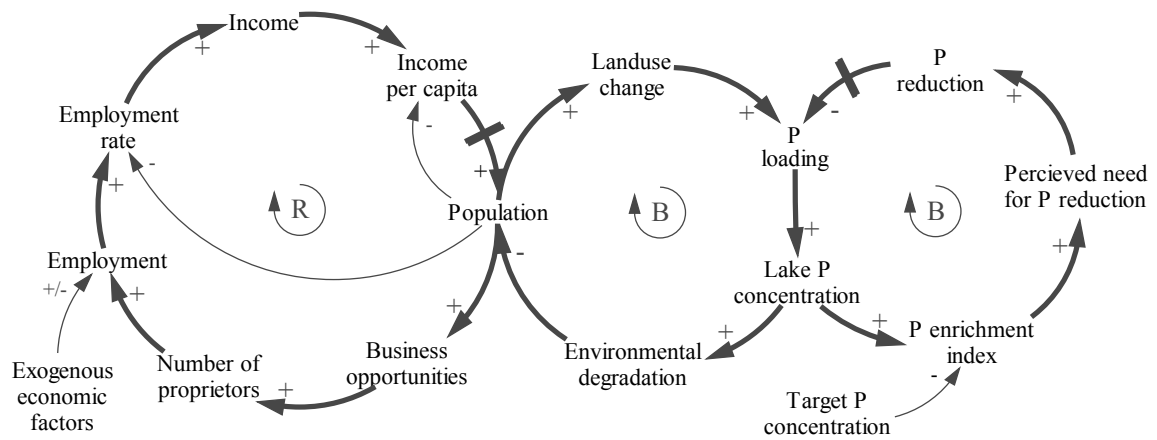 Income
+
+
Income
per capita
Landuse
change
P
reduction
-
+
+
+
-
+
Employment
rate
-
P
loading
+
Percieved need
for P reduction
R
Population
B
B
-
+
+
Employment
+/-
+
+
Lake P
concentration
+
+
+
P enrichment
index
Exogenous
economic
factors
Number of
proprietors
+
Business
opportunities
Environmental
degradation
-
Target P
concentration